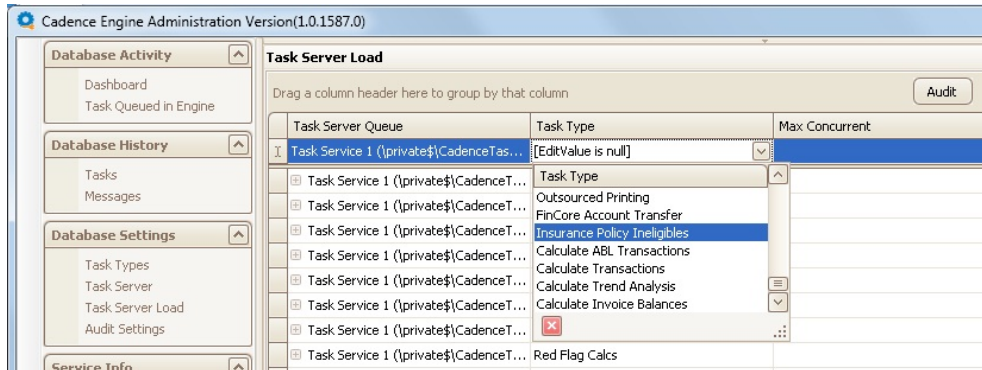 Cadence Engine Administration Version(1.0.1587.0)
Database Activity
Dashboard
Task Queued in Engine
Database History
Tasks
Messages
Database Settings
Task Types
Task Server
Task Server Load
Audit Settings
Service Info
Task Server Load
Drag a column header here to group by that column
Audit
Task Server Queue Task Type Max Concurrent
Task Service 1 (\private$\CadenceTas... [EditValue is null]
Task Type
Outsourced Printing
FinCore Account Transfer
Insurance Policy Ineligibles
Calculate ABL Transactions
Calculate Transactions
Calculate Trend Analysis
Calculate Invoice Balances
Task Service 1 (\private$\CadenceT...
Task Service 1 (\private$\CadenceT...
Task Service 1 (\private$\CadenceT...
Task Service 1 (\private$\CadenceT...
Task Service 1 (\private$\CadenceT...
Task Service 1 (\private$\CadenceT...
Task Service 1 (\private$\CadenceT...
Task Service 1 (\private$\CadenceT... Red Flag Calcs